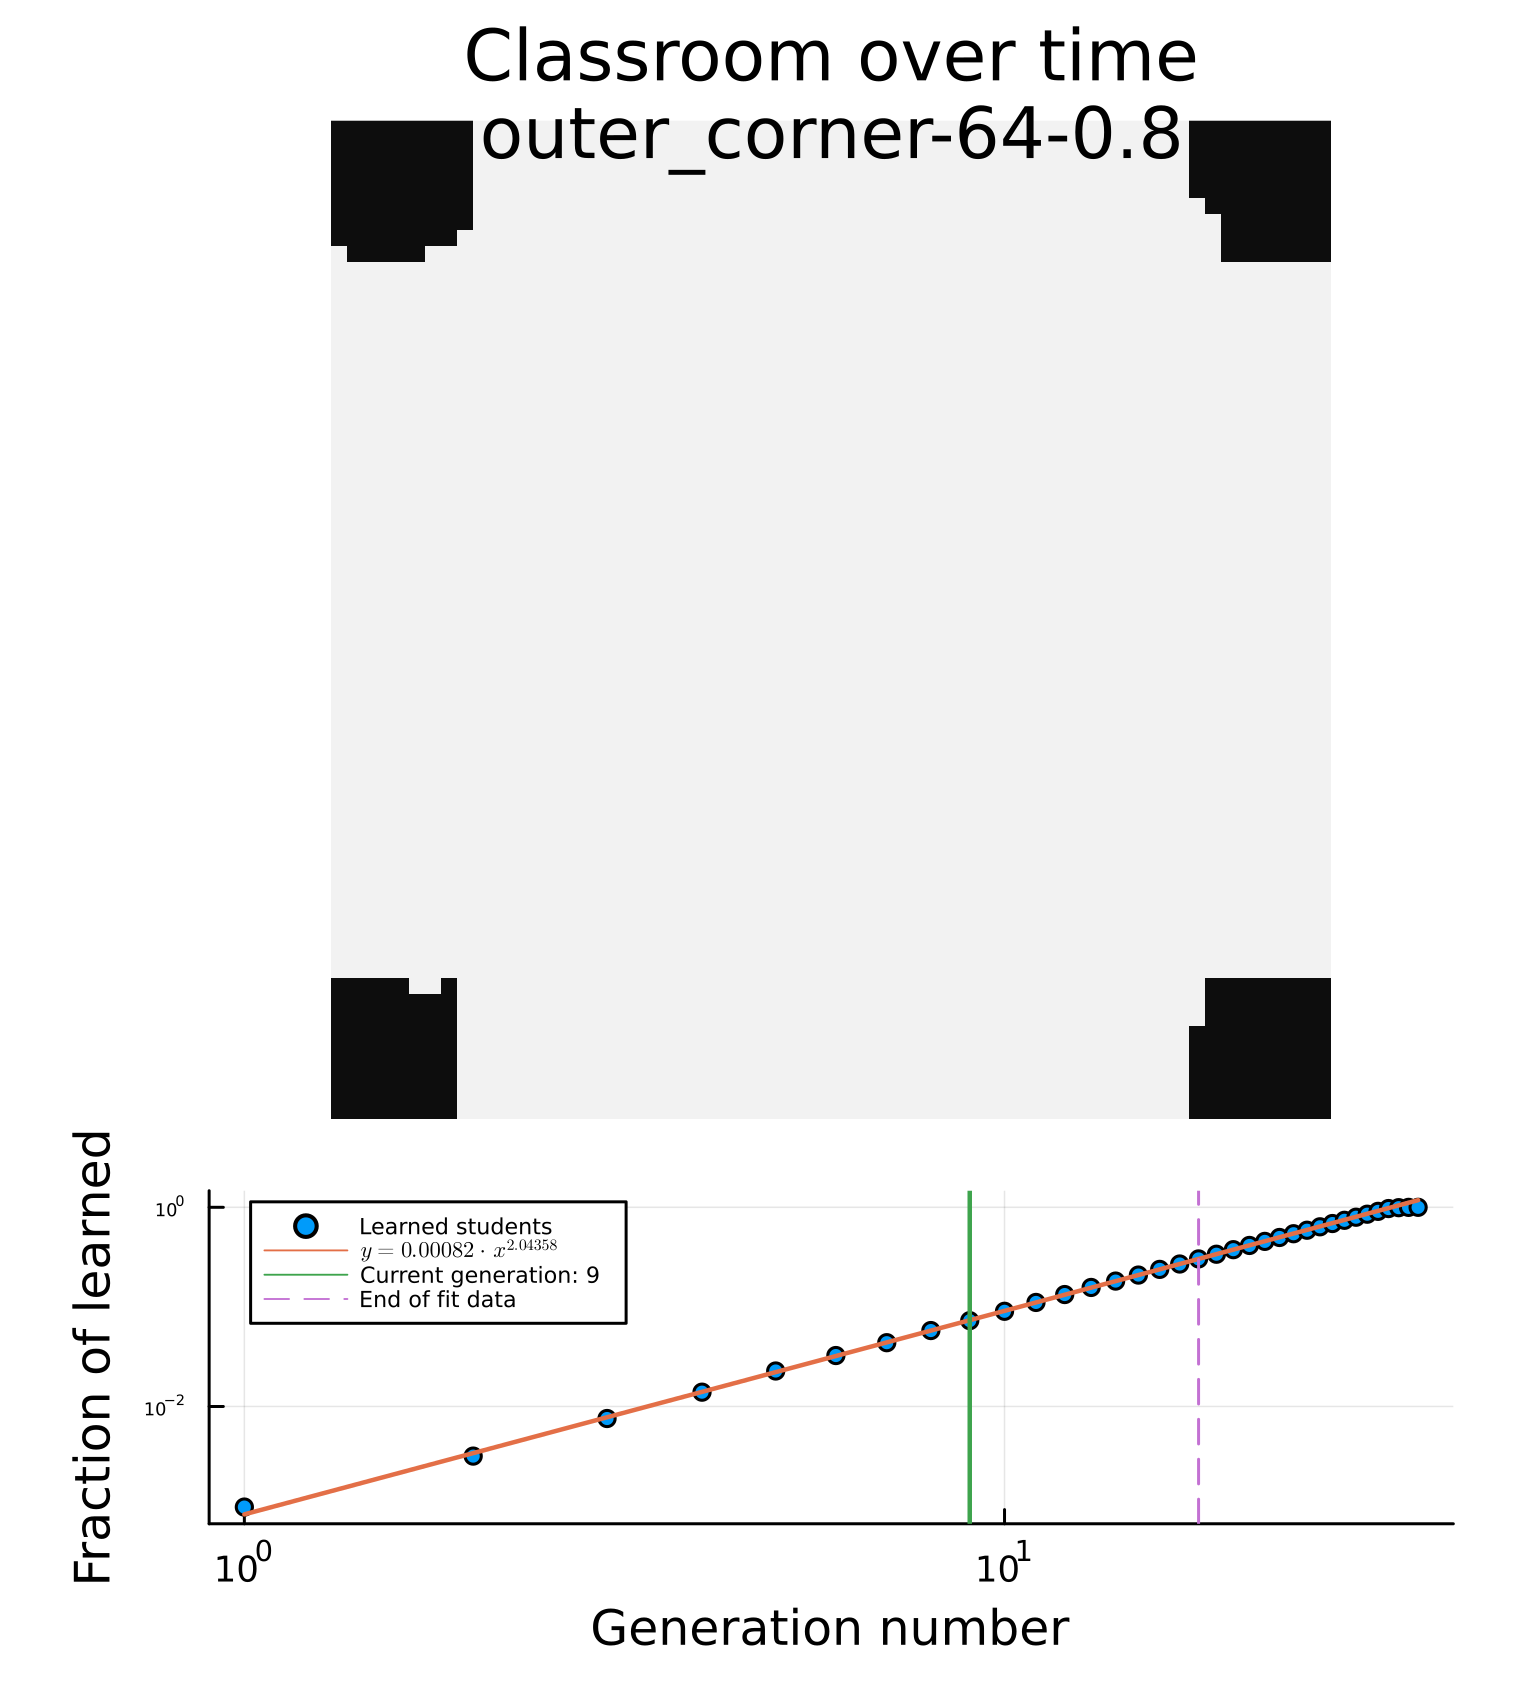 Classroom over time
outer_corner-64-0.8
Fraction of learned
10⁰
10⁻²
Learned students
y = 0.00082 · x^2.04358
Current generation: 9
End of fit data
10⁰
10¹
Generation number